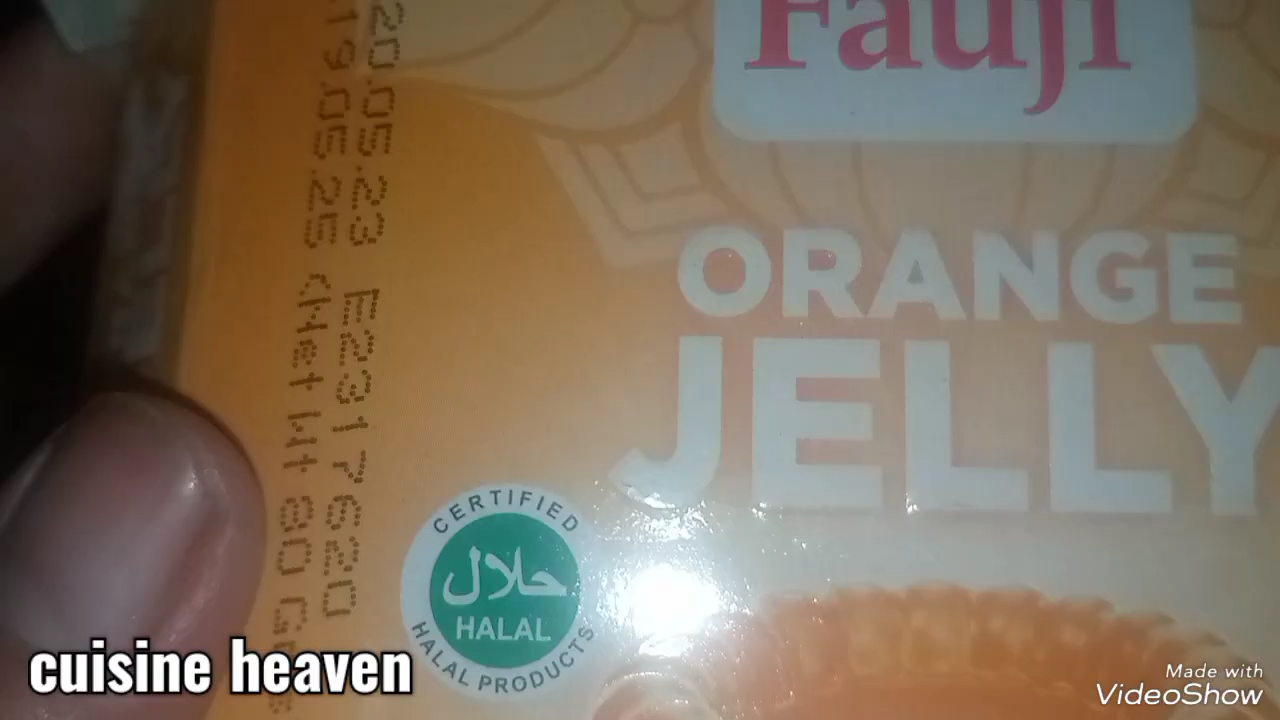 Fauji
ORANGE
JELLY
20.05.23 E2317620
19.05.25 <Net Wt 80 G
CERTIFIED
حلال
HALAL
HALAL PRODUCTS
cuisine heaven
Made with
VideoShow